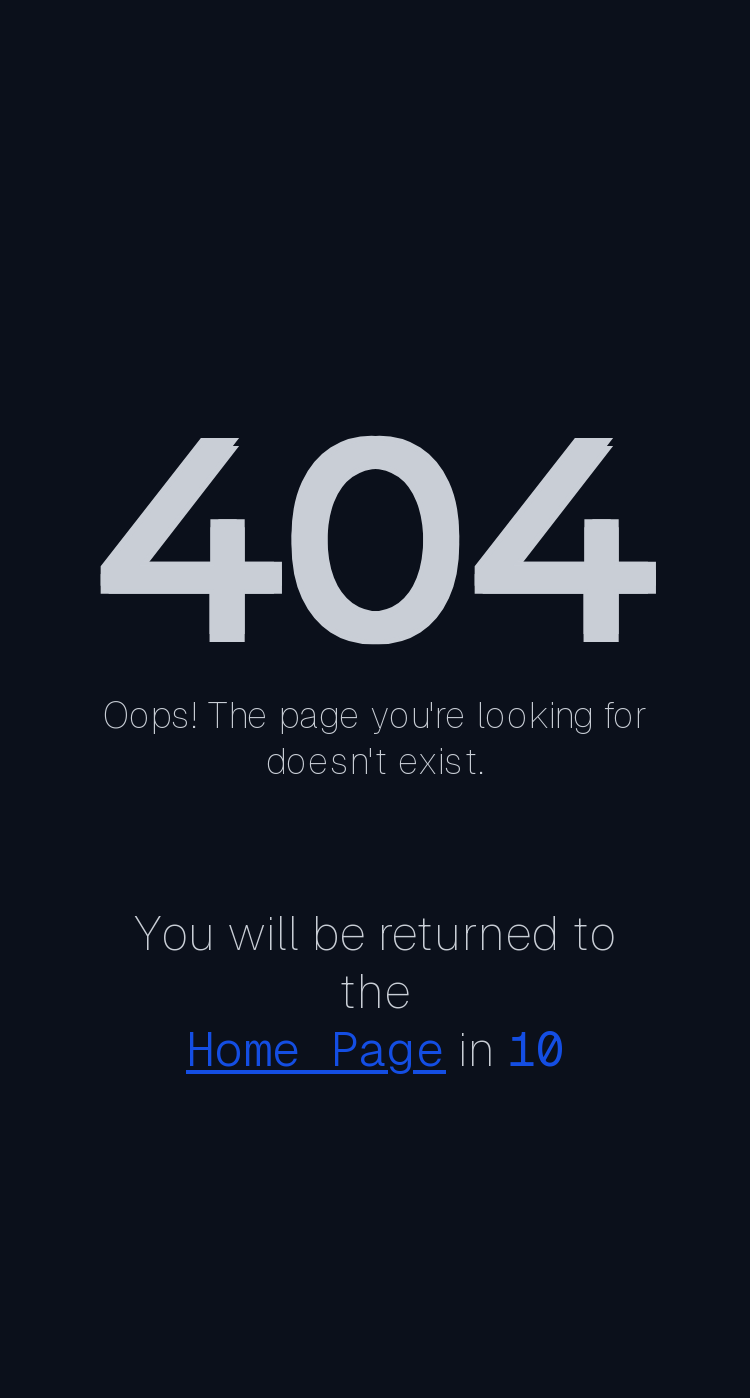 404
Oops! The page you're looking for
doesn't exist.
You will be returned to
the
Home Page in 10